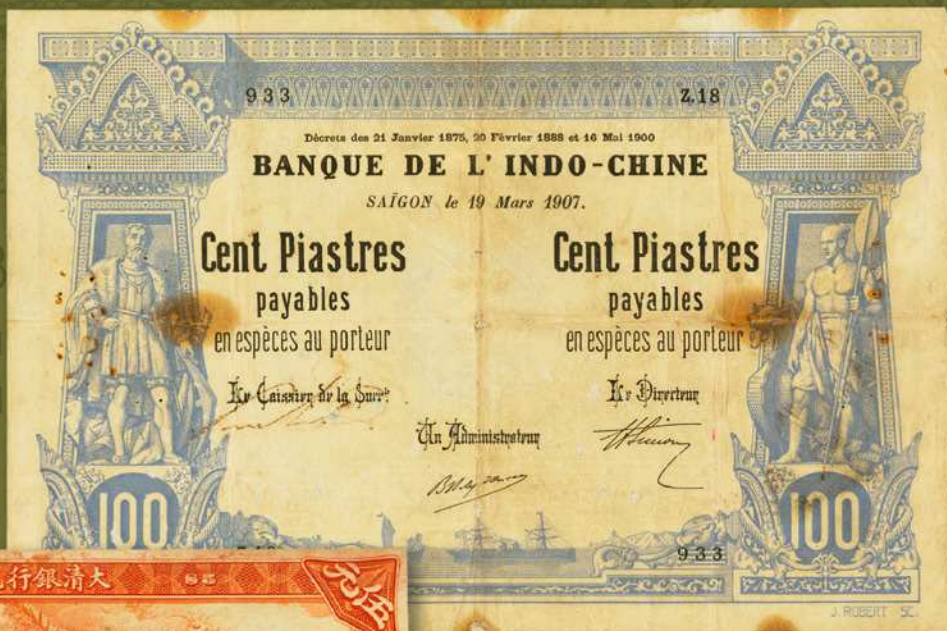 933 Z.18
Décrets des 21 Janvier 1875, 20 Février 1888 et 16 Mai 1900
BANQUE DE L' INDO-CHINE
SAÏGON le 19 Mars 1907.
Cent Piastres Cent Piastres
payables payables
en espèces au porteur en espèces au porteur
Le Caissier de la Succle Le Directeur
Un Administrateur
100 100
933
J. ROBERT SC.
行銀清大
元伍